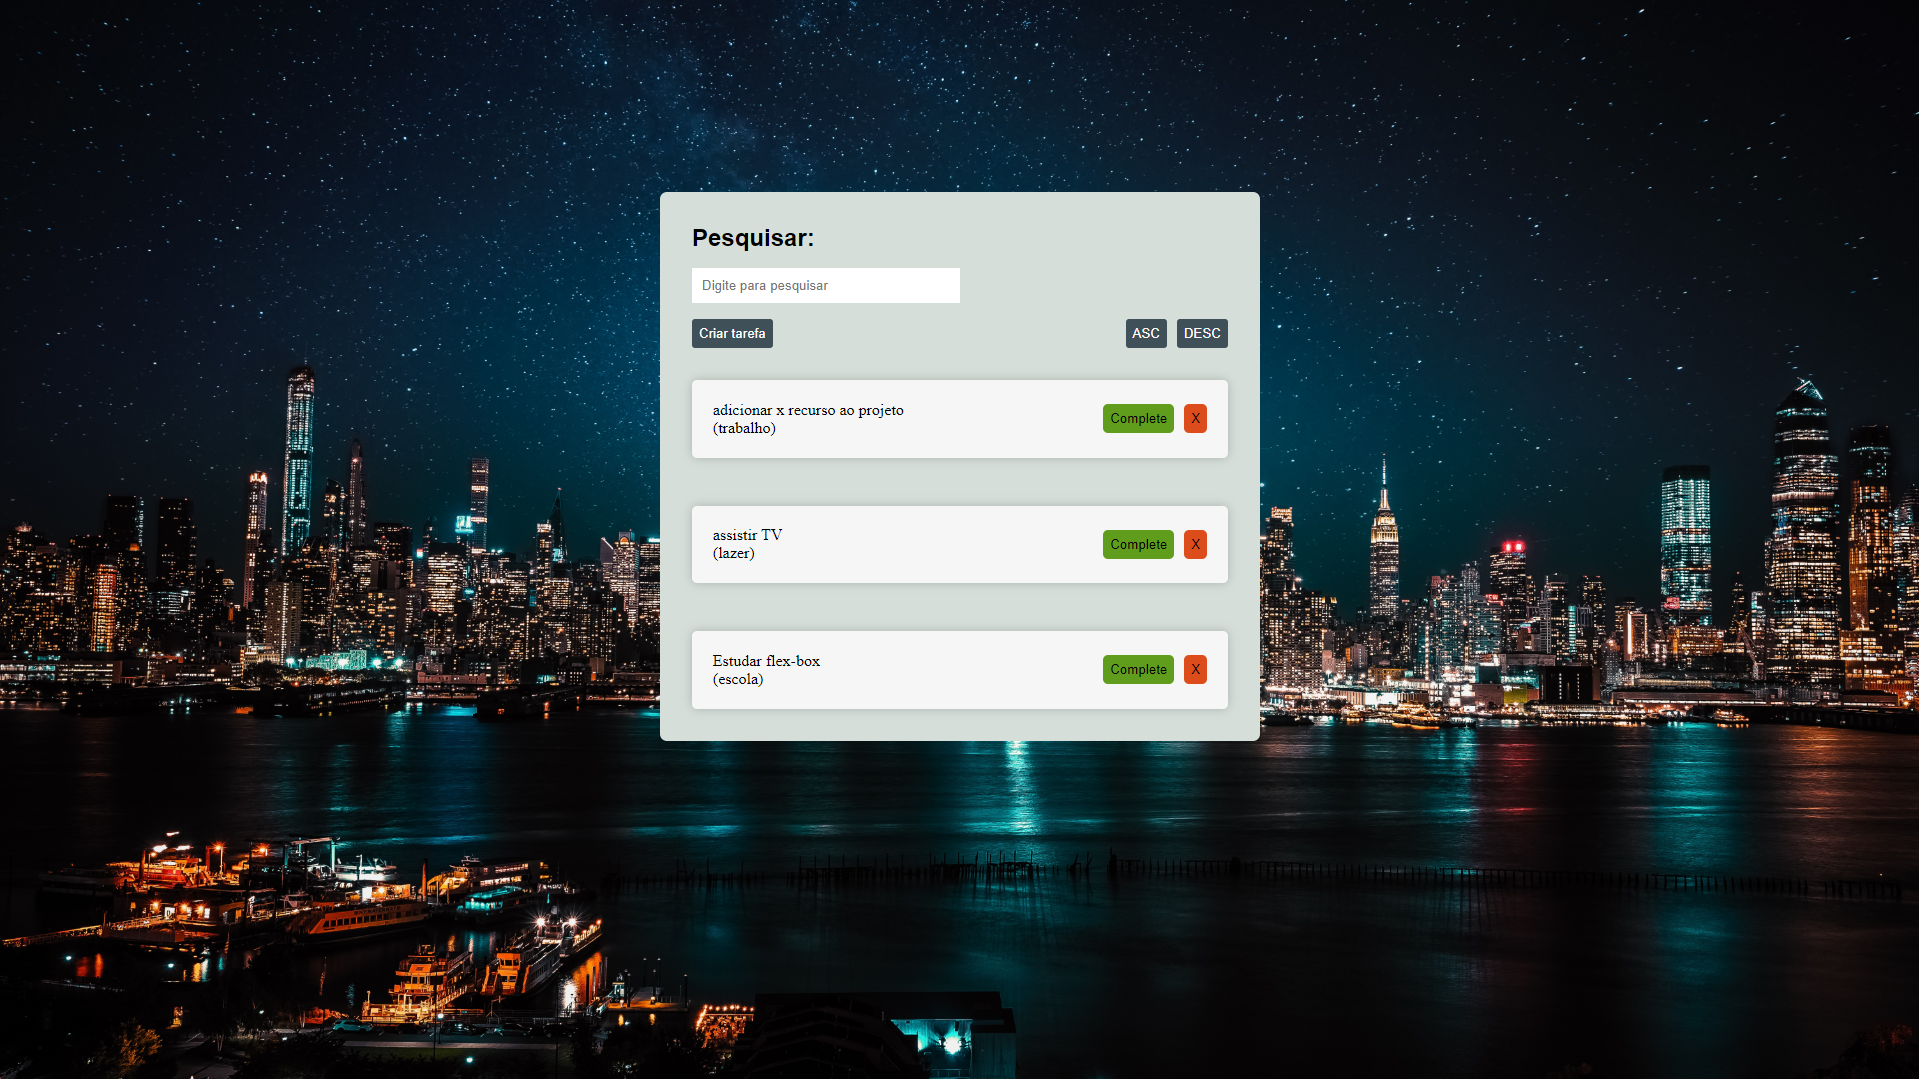 Pesquisar:
Digite para pesquisar
Criar tarefa ASC DESC
adicionar x recurso ao projeto
(trabalho)
Complete X
assistir TV
(lazer)
Complete X
Estudar flex-box
(escola)
Complete X